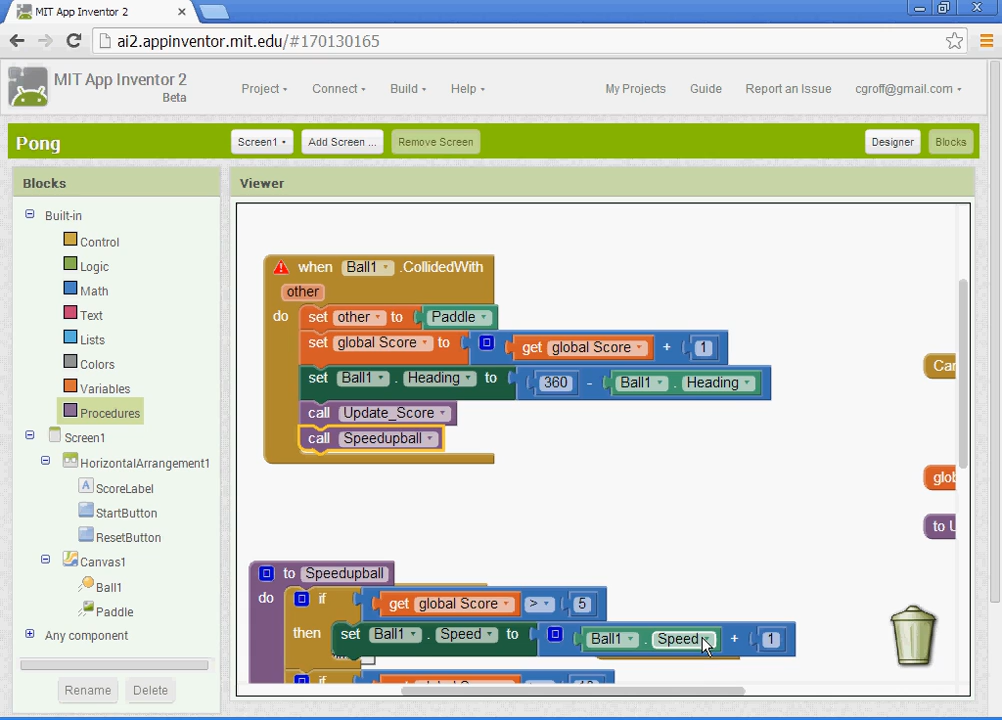 MIT App Inventor 2
ai2.appinventor.mit.edu/#170130165
MIT App Inventor 2
Beta
Project Connect Build Help My Projects Guide Report an Issue cgroff@gmail.com
Pong Screen1 Add Screen ... Remove Screen Designer Blocks
Blocks
Viewer
Built-in
Control
Logic
Math
Text
Lists
Colors
Variables
Procedures
Screen1
HorizontalArrangement1
A ScoreLabel
StartButton
ResetButton
Canvas1
Ball1
Paddle
Any component
Rename Delete
when Ball1 .CollidedWith
other
do set other to Paddle
set global Score to get global Score + 1
set Ball1 . Heading to 360 - Ball1 . Heading
call Update_Score
call Speedupball
Car
glob
to U
to Speedupball
do if get global Score > 5
then set Ball1 . Speed to Ball1 . Speed + 1
if